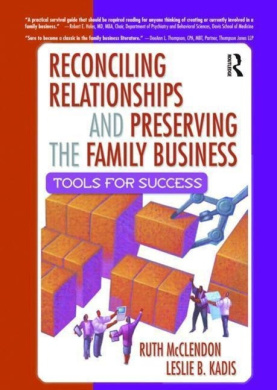 "A practical survival guide that should be required reading for anyone thinking of creating or currently involved in a
family business." — Robert E. Hales, MD, MBA, Chair, Department of Psychiatry and Behavioral Sciences, Davis School of Medicine
"Sure to become a classic in the family business literature." — Gordon L. Thompson, CPA, MBT, Partner, Thompson Jones LLP
ROUTLEDGE
RECONCILING
RELATIONSHIPS
AND PRESERVING
THE FAMILY BUSINESS
TOOLS FOR SUCCESS
RUTH McCLENDON
LESLIE B. KADIS